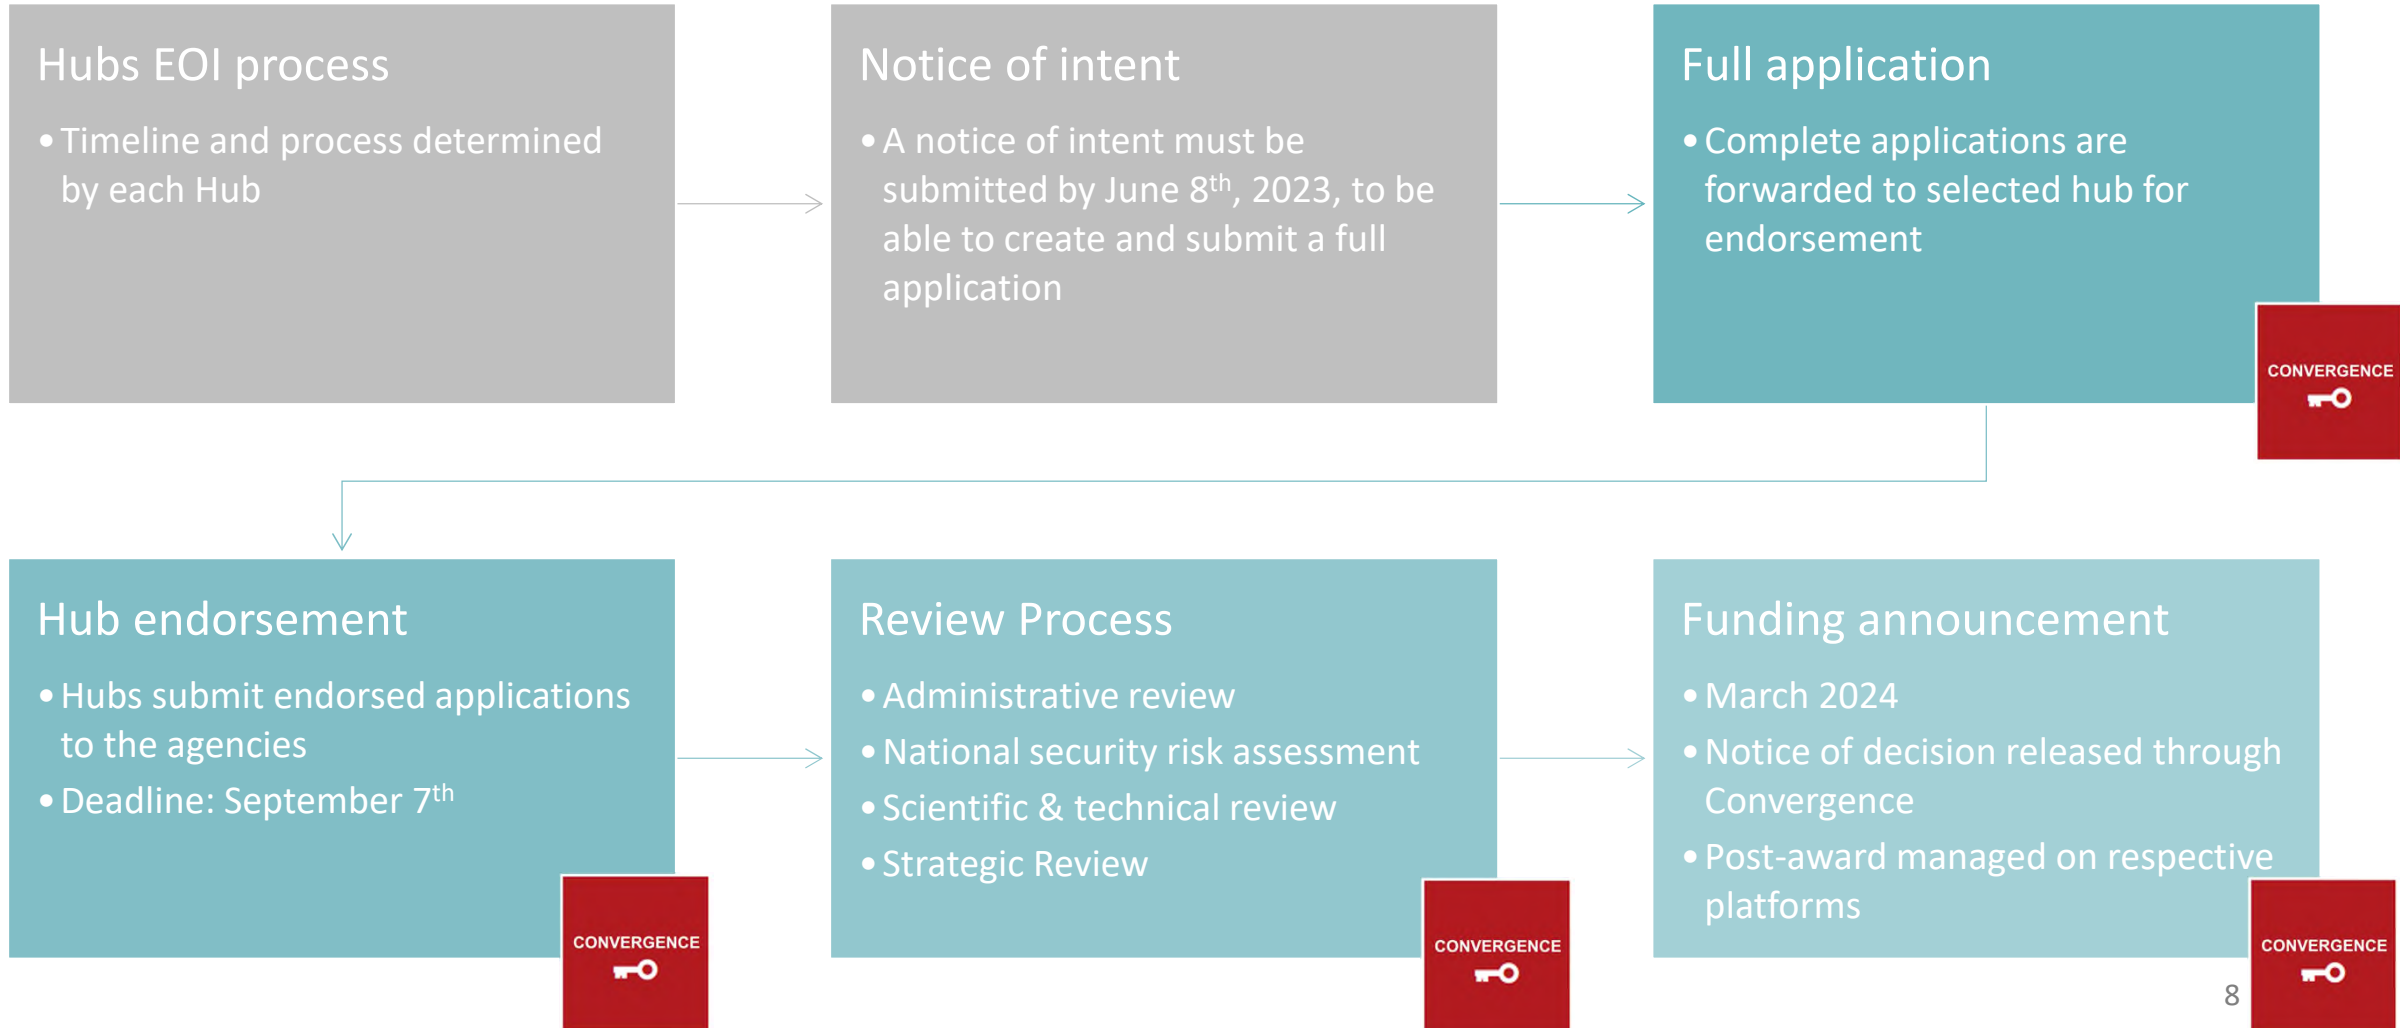 Hubs EOI process
• Timeline and process determined
by each Hub
Notice of intent
• A notice of intent must be
submitted by June 8th, 2023, to be
able to create and submit a full
application
Full application
• Complete applications are
forwarded to selected hub for
endorsement
CONVERGENCE
Hub endorsement
• Hubs submit endorsed applications
to the agencies
• Deadline: September 7th
CONVERGENCE
Review Process
• Administrative review
• National security risk assessment
• Scientific & technical review
• Strategic Review
CONVERGENCE
Funding announcement
• March 2024
• Notice of decision released through
Convergence
• Post-award managed on respective
platforms
CONVERGENCE
8